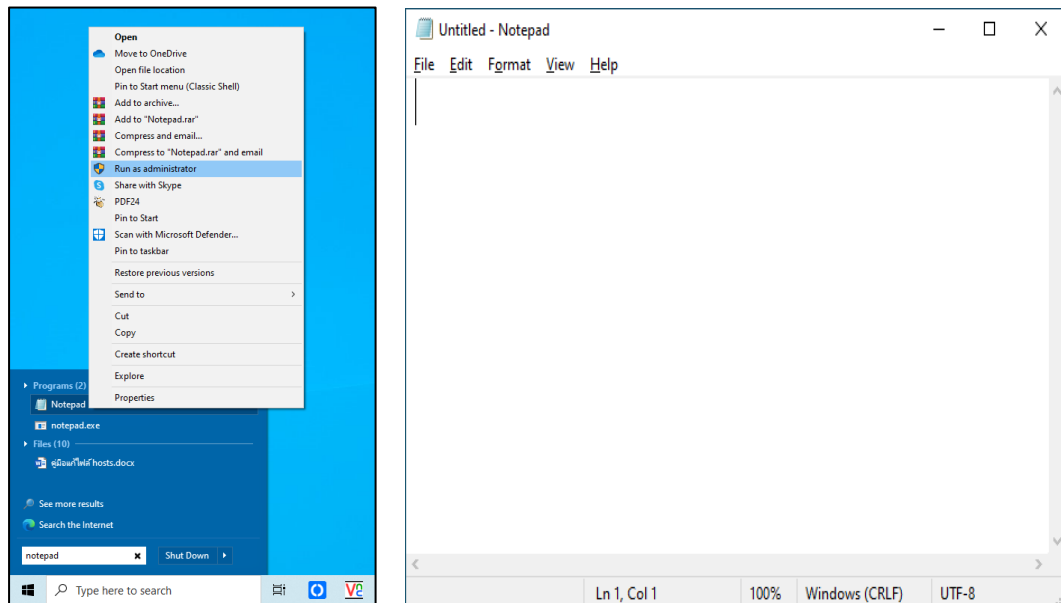 Open
Move to OneDrive
Open file location
Pin to Start menu (Classic Shell)
Add to archive...
Add to "Notepad.rar"
Compress and email...
Compress to "Notepad.rar" and email
Run as administrator
Share with Skype
PDF24
Pin to Start
Scan with Microsoft Defender...
Pin to taskbar
Restore previous versions
Send to
Cut
Copy
Create shortcut
Explore
Properties
Programs (2)
Notepad
notepad.exe
Files (10)
คู่มือแก้ไฟล์ hosts.docx
See more results
Search the Internet
notepad
Shut Down
Type here to search
Untitled - Notepad
File Edit Format View Help
Ln 1, Col 1 100% Windows (CRLF) UTF-8